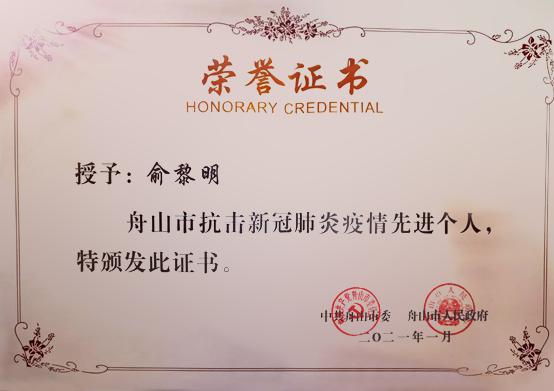 荣誉证书
HONORARY CREDENTIAL
授予：俞黎明
舟山市抗击新冠肺炎疫情先进个人，
特颁发此证书。
中共舟山市委 舟山市人民政府
二〇二一年一月